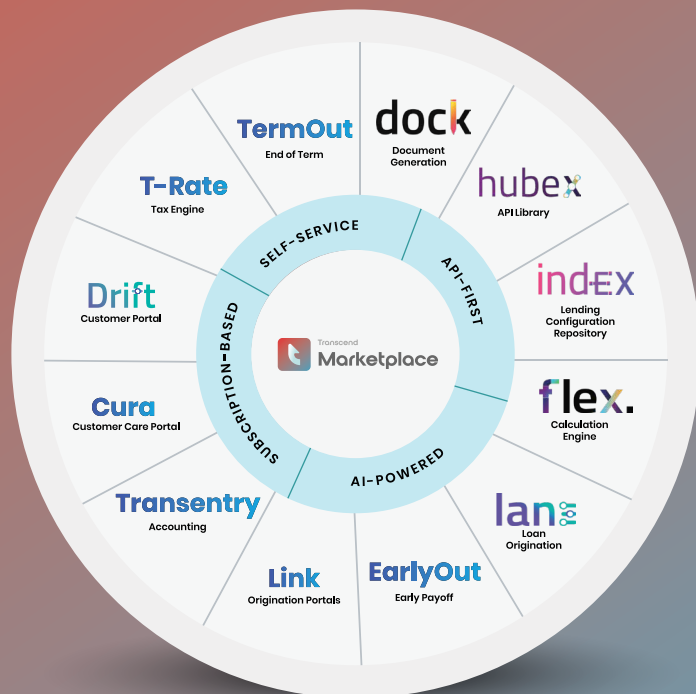 TermOut
End of Term
dock
Document
Generation
hubex
API Library
indEX
Lending
Configuration
Repository
flex.
Calculation
Engine
lane
Loan
Origination
EarlyOut
Early Payoff
Link
Origination Portals
Transentry
Accounting
Cura
Customer Care Portal
Drift
Customer Portal
T-Rate
Tax Engine
SELF-SERVICE
API-FIRST
AI-POWERED
SUBSCRIPTION-BASED
t
Transcend
Marketplace